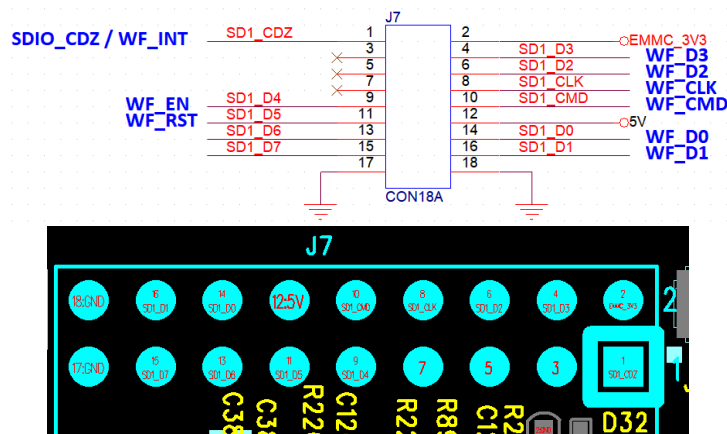 J7
SDIO_CDZ / WF_INT SD1_CDZ 1 2 EMMC_3V3
3 4 SD1_D3 WF_D3
5 6 SD1_D2 WF_D2
7 8 SD1_CLK WF_CLK
WF_EN SD1_D4 9 10 SD1_CMD WF_CMD
WF_RST SD1_D5 11 12 5V
SD1_D6 13 14 SD1_D0 WF_D0
SD1_D7 15 16 SD1_D1 WF_D1
17 18
CON18A
J7
18:GND 16 SD1_D1 14 SD1_D0 12:5V 10 SD1_CMD 8 SD1_CLK 6 SD1_D2 4 SD1_D3 2 EMMC_3V3 2
17:GND 15 SD1_D7 13 SD1_D6 11 SD1_D5 9 SD1_D4 7 5 3 1 SD1_CDZ
D32